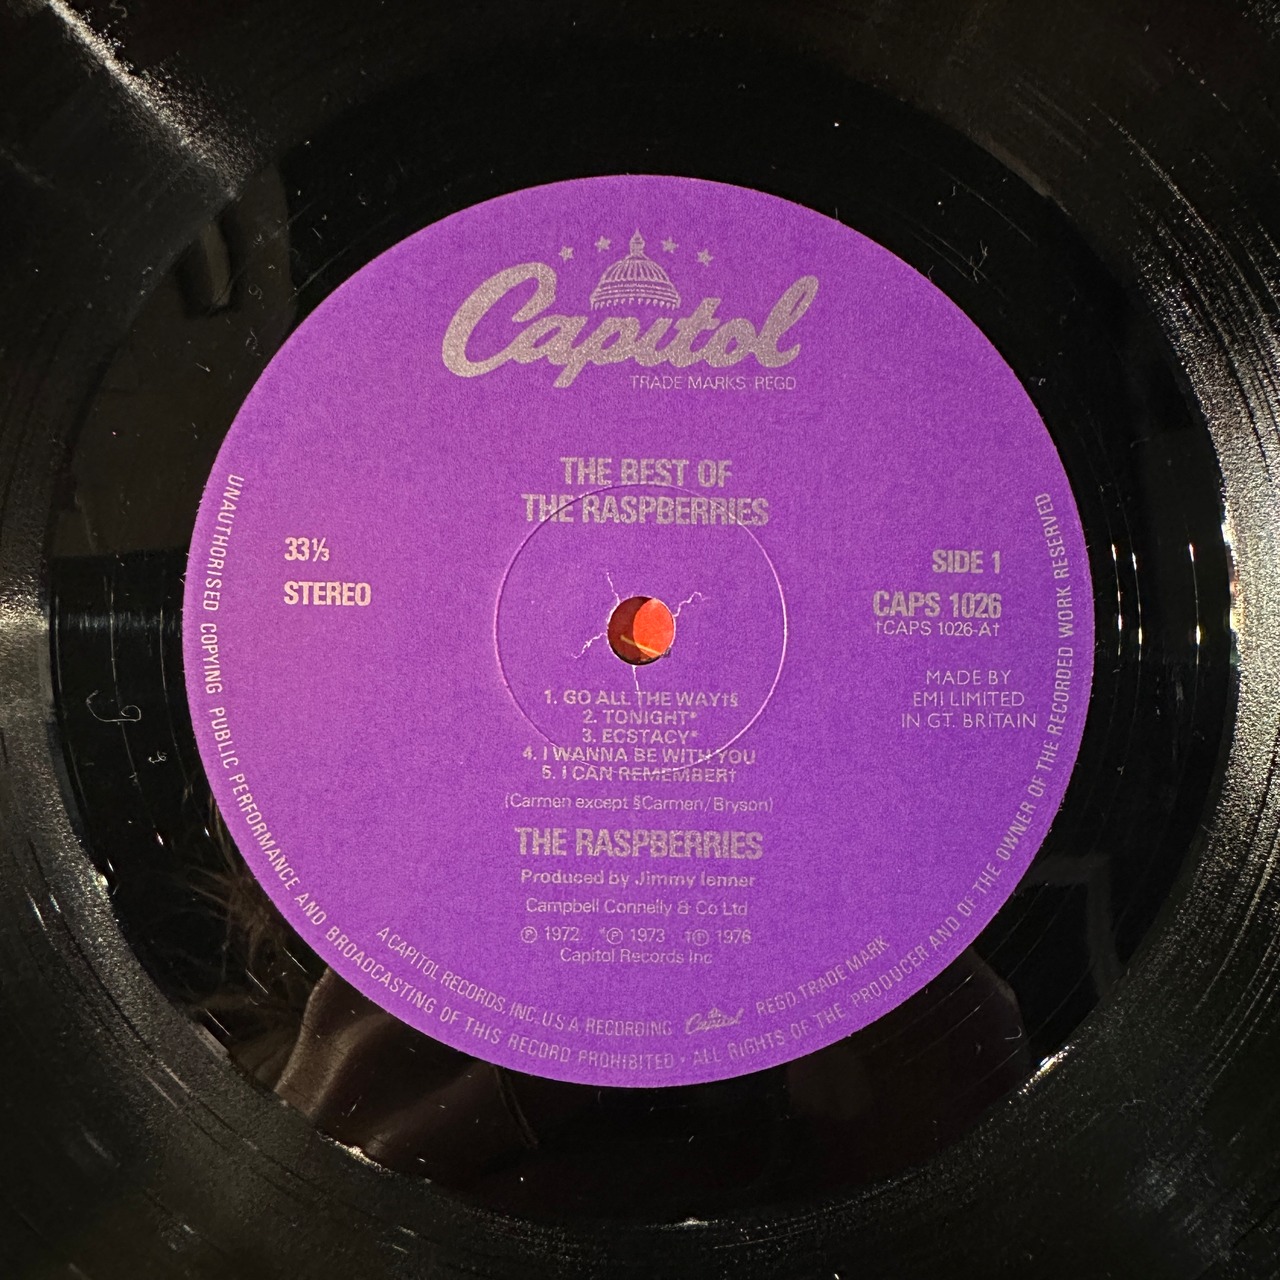 Capitol
TRADE MARKS REGD
THE BEST OF
THE RASPBERRIES
33⅓
STEREO
SIDE 1
CAPS 1026
†CAPS 1026-A†
MADE BY
EMI LIMITED
IN GT. BRITAIN
1. GO ALL THE WAY†§
2. TONIGHT*
3. ECSTACY*
4. I WANNA BE WITH YOU
5. I CAN REMEMBER†
(Carmen except §Carmen/Bryson)
THE RASPBERRIES
Produced by Jimmy Ienner
Campbell Connelly & Co Ltd
℗ 1972 *℗ 1973 †℗ 1976
Capitol Records Inc
A CAPITOL RECORDS, INC. U.S.A. RECORDING Capitol REGD. TRADE MARK
UNAUTHORISED COPYING PUBLIC PERFORMANCE AND BROADCASTING OF THIS RECORD PROHIBITED · ALL RIGHTS OF THE PRODUCER AND OF THE OWNER OF THE RECORDED WORK RESERVED